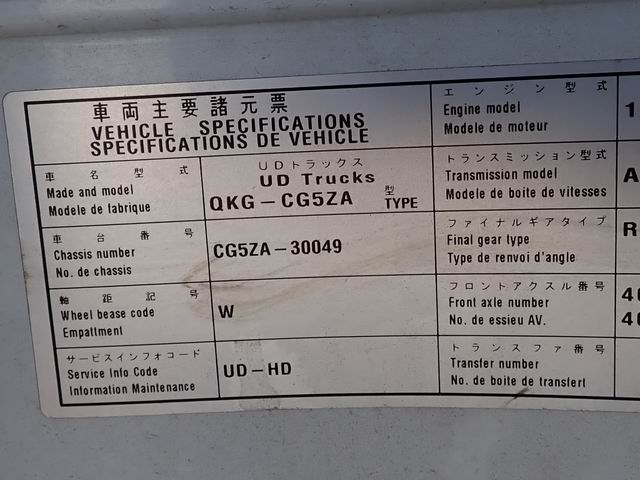 車両主要諸元票
VEHICLE SPECIFICATIONS
SPECIFICATIONS DE VEHICLE
車名型式
Made and model
Modele de fabrique
UDトラックス
UD Trucks
QKG-CG5ZA 型 TYPE
車台番号
Chassis number
No. de chassis
CG5ZA-30049
軸距記号
Wheel bease code
Empattment
W
サービスインフォコード
Service Info Code
Information Maintenance
UD-HD
エンジン型式
Engine model
Modele de moteur
1
トランスミッション型式
Transmission model
Modele de boite de vitesses
A
ファイナルギアタイプ
Final gear type
Type de renvoi d'angle
R
フロントアクスル番号
Front axle number
No. de essieu AV.
40
40
トランスファ番号
Transfer number
No. de boite de transfert